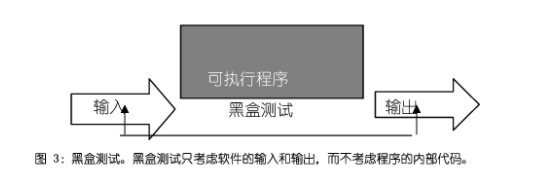 可执行程序
输入
黑盒测试
输出
图 3：黑盒测试。黑盒测试只考虑软件的输入和输出，而不考虑程序的内部代码。